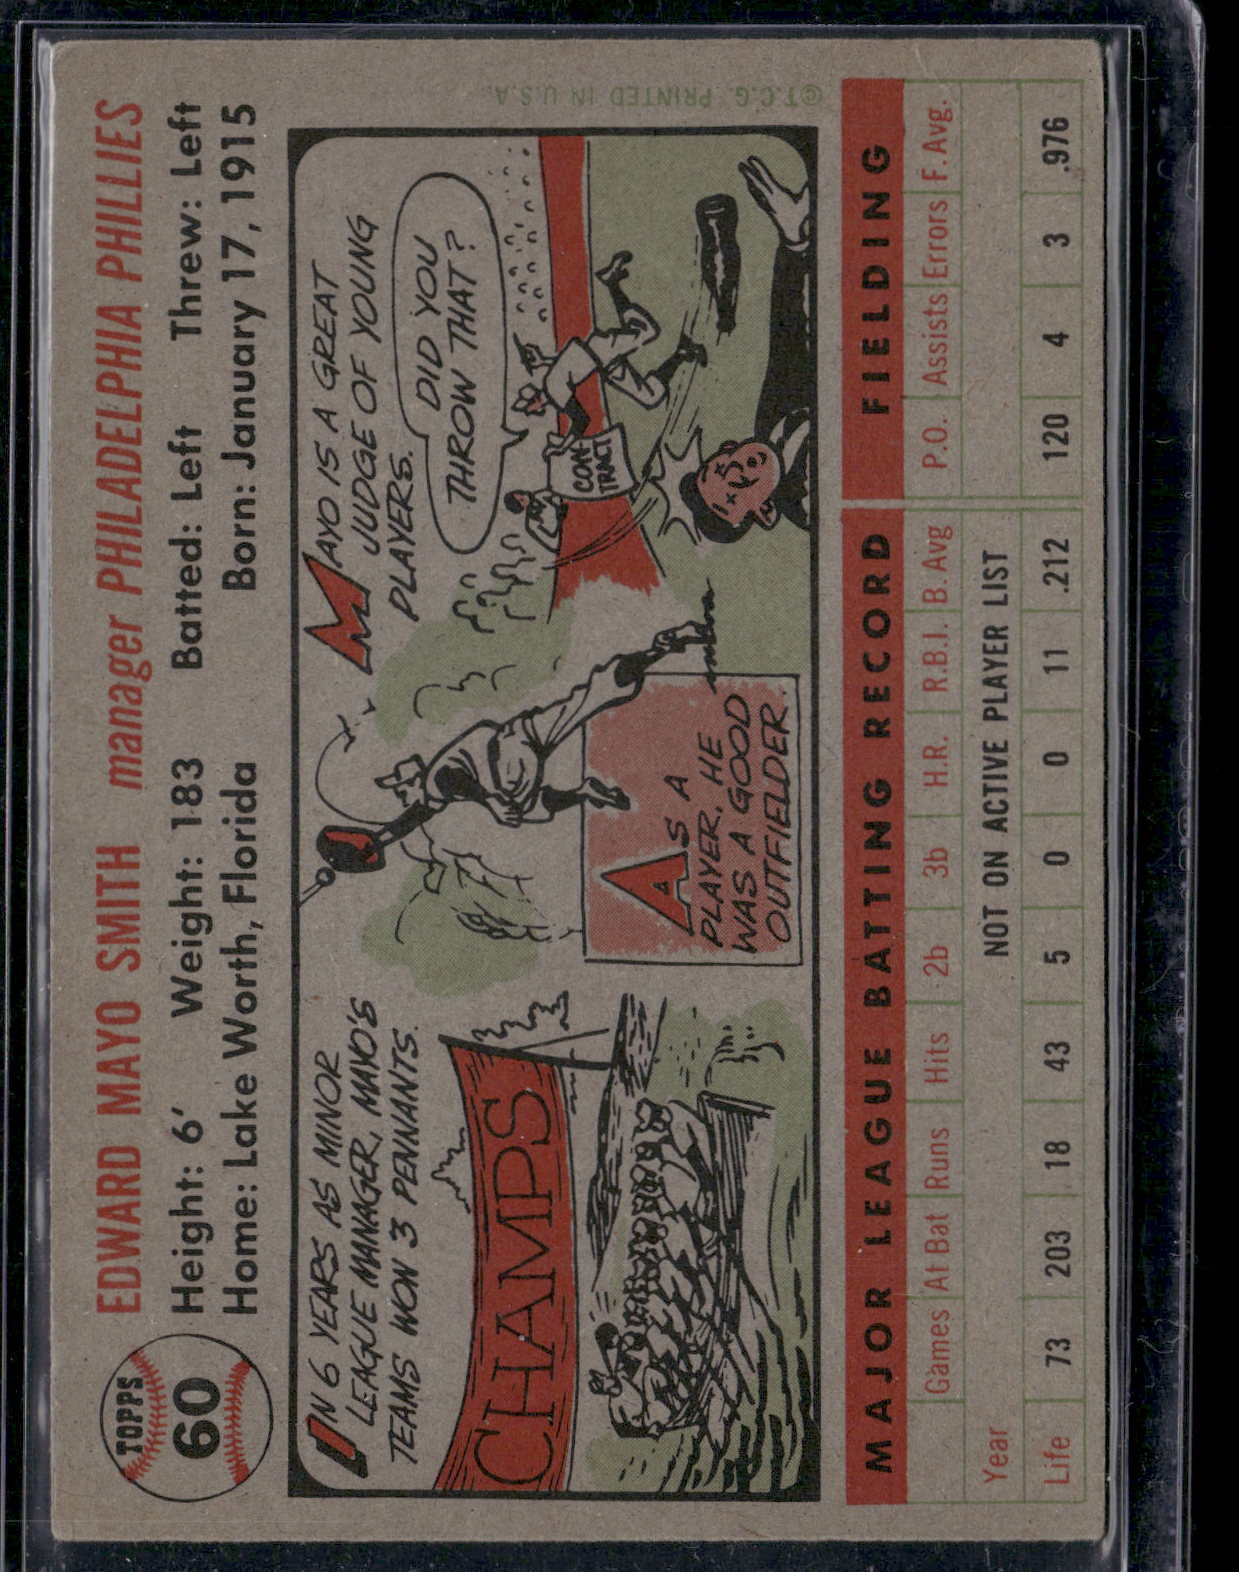 TOPPS
60
EDWARD MAYO SMITH manager PHILADELPHIA PHILLIES
Height: 6' Weight: 183 Batted: Left Threw: Left
Home: Lake Worth, Florida Born: January 17, 1915
IN 6 YEARS AS MINOR
LEAGUE MANAGER, MAYO'S
TEAMS WON 3 PENNANTS.
CHAMPS
AS A
PLAYER, HE
WAS A GOOD
OUTFIELDER.
MAYO IS A GREAT
JUDGE OF YOUNG
PLAYERS.
DID YOU
THROW THAT?
CON-
TRACT
©T.C.G. PRINTED IN U.S.A.
MAJOR LEAGUE BATTING RECORD FIELDING
Games At Bat Runs Hits 2b 3b H.R. R.B.I. B. Avg P.O. Assists Errors F. Avg.
Year NOT ON ACTIVE PLAYER LIST
Life 73 203 18 43 5 0 0 11 .212 120 4 3 .976